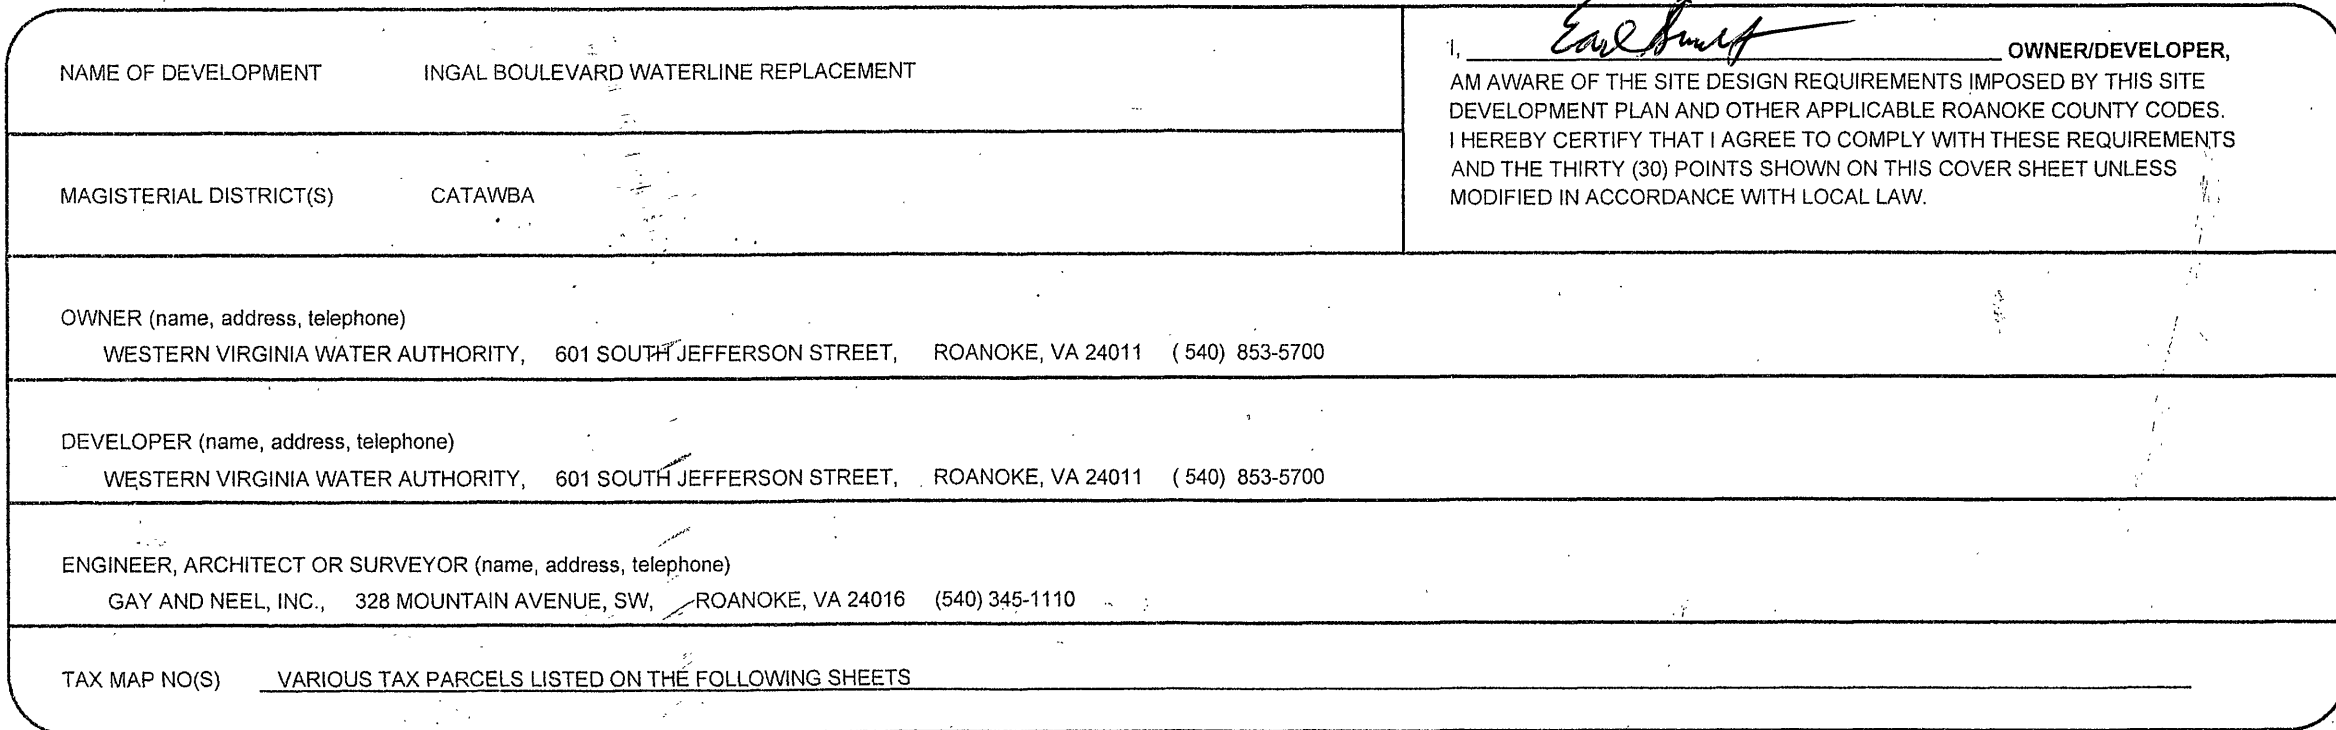 NAME OF DEVELOPMENT INGAL BOULEVARD WATERLINE REPLACEMENT
MAGISTERIAL DISTRICT(S) CATAWBA
I, Earl OWNER/DEVELOPER,
AM AWARE OF THE SITE DESIGN REQUIREMENTS IMPOSED BY THIS SITE
DEVELOPMENT PLAN AND OTHER APPLICABLE ROANOKE COUNTY CODES.
I HEREBY CERTIFY THAT I AGREE TO COMPLY WITH THESE REQUIREMENTS
AND THE THIRTY (30) POINTS SHOWN ON THIS COVER SHEET UNLESS
MODIFIED IN ACCORDANCE WITH LOCAL LAW.
OWNER (name, address, telephone)
WESTERN VIRGINIA WATER AUTHORITY, 601 SOUTH JEFFERSON STREET, ROANOKE, VA 24011 ( 540) 853-5700
DEVELOPER (name, address, telephone)
WESTERN VIRGINIA WATER AUTHORITY, 601 SOUTH JEFFERSON STREET, ROANOKE, VA 24011 ( 540) 853-5700
ENGINEER, ARCHITECT OR SURVEYOR (name, address, telephone)
GAY AND NEEL, INC., 328 MOUNTAIN AVENUE, SW, ROANOKE, VA 24016 (540) 345-1110
TAX MAP NO(S) VARIOUS TAX PARCELS LISTED ON THE FOLLOWING SHEETS